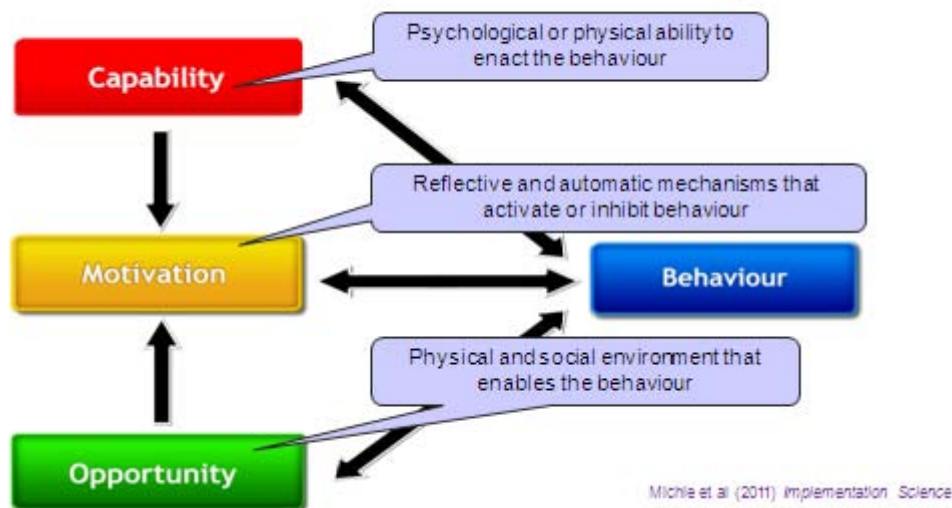 Psychological or physical ability to
enact the behaviour
Capability
Reflective and automatic mechanisms that
activate or inhibit behaviour
Motivation
Behaviour
Physical and social environment that
enables the behaviour
Opportunity
Michie et al (2011) Implementation Science